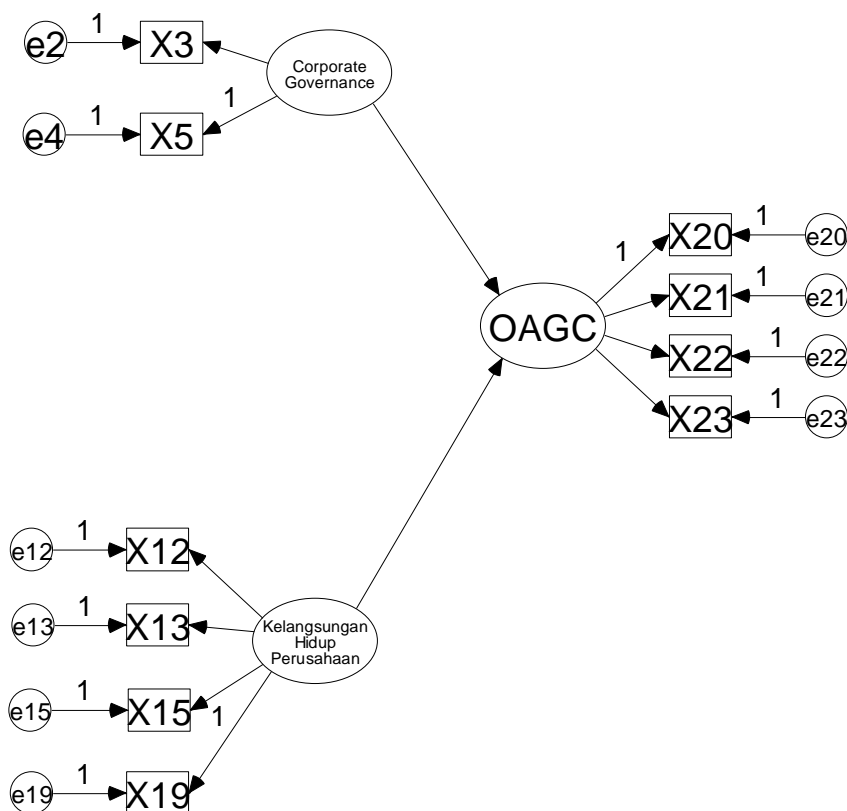 e2 1 X3
Corporate
Governance
e4 1 X5 1
1 X20 1 e20
X21 1 e21
OAGC
X22 1 e22
X23 1 e23
e12 1 X12
e13 1 X13
Kelangsungan
Hidup
Perusahaan
e15 1 X15 1
e19 1 X19